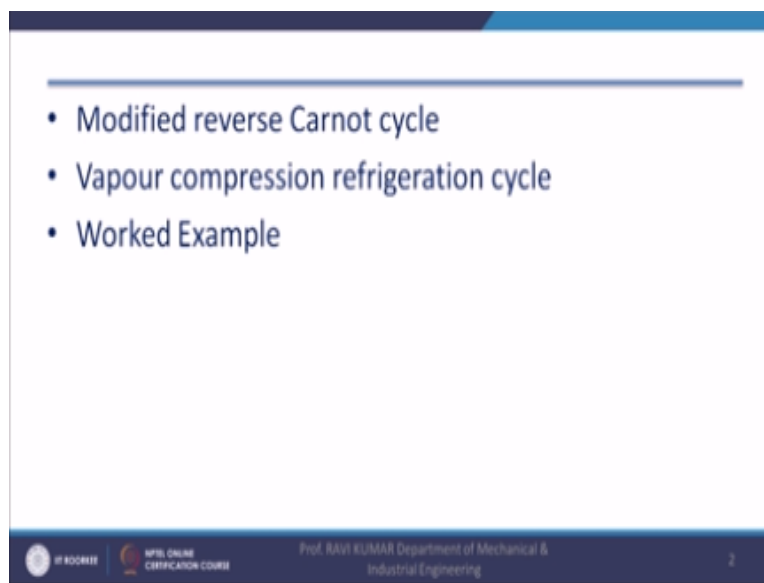 • Modified reverse Carnot cycle
• Vapour compression refrigeration cycle
• Worked Example
IIT ROORKEE
NPTEL ONLINE
CERTIFICATION COURSE
Prof. RAVI KUMAR Department of Mechanical &
Industrial Engineering
2